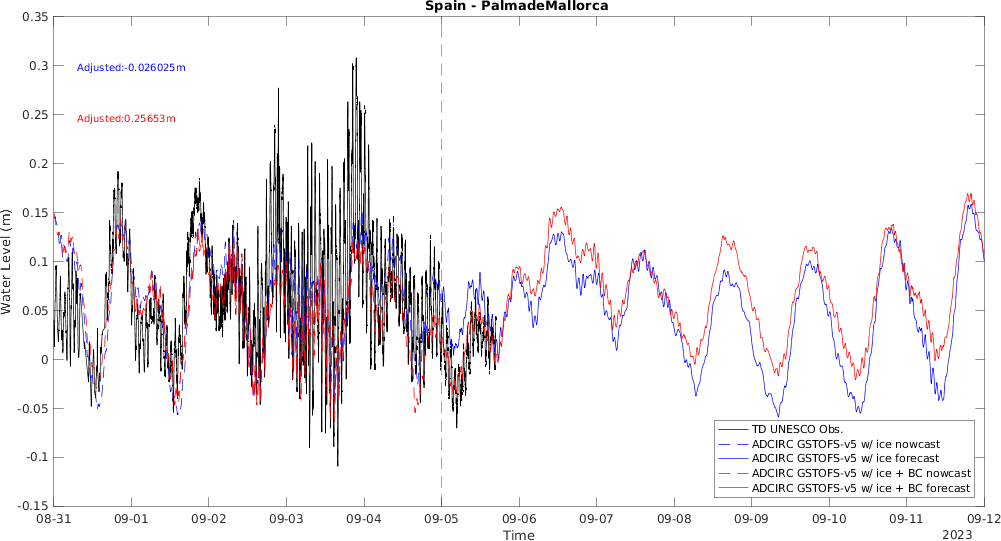 Spain - PalmadeMallorca
Adjusted:-0.026025m
Adjusted:0.25653m
Water Level (m)
0.35
0.3
0.25
0.2
0.15
0.1
0.05
0
-0.05
-0.1
-0.15
TD UNESCO Obs.
ADCIRC GSTOFS-v5 w/ ice nowcast
ADCIRC GSTOFS-v5 w/ ice forecast
ADCIRC GSTOFS-v5 w/ ice + BC nowcast
ADCIRC GSTOFS-v5 w/ ice + BC forecast
08-31 09-01 09-02 09-03 09-04 09-05 09-06 09-07 09-08 09-09 09-10 09-11 09-12
Time
2023